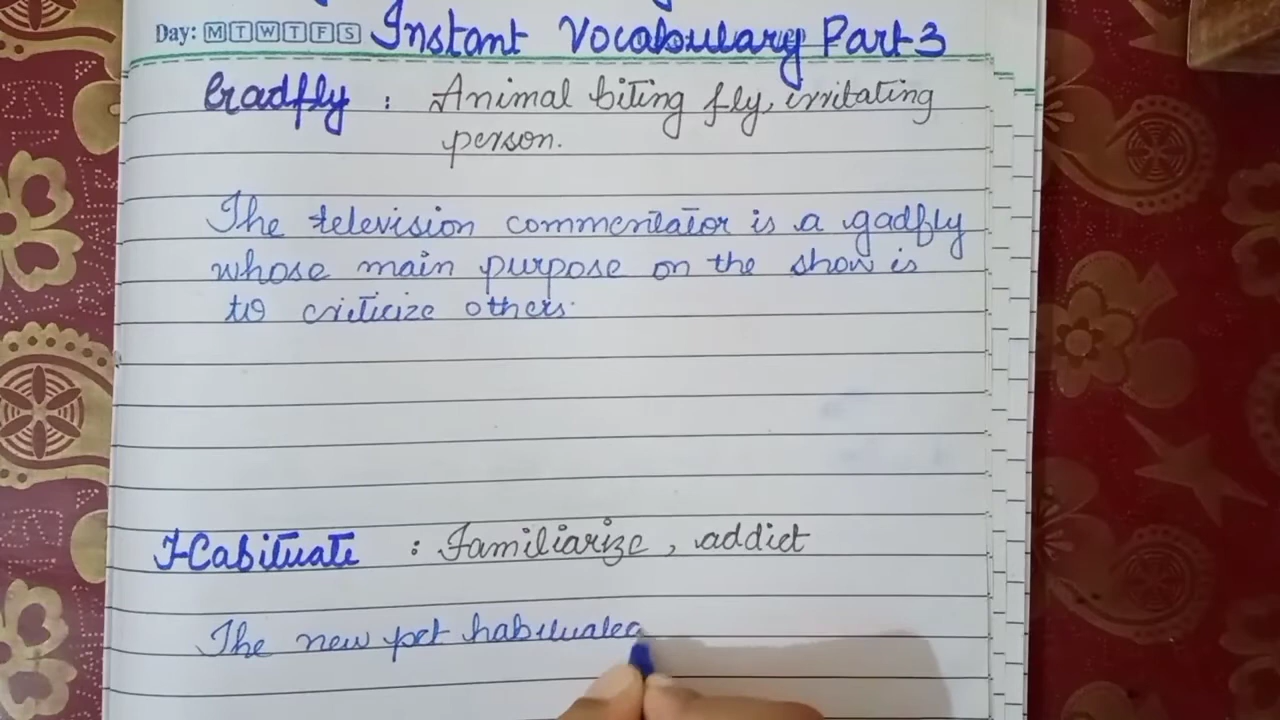 Day: M T W T F S Instant Vocabulary Part-3
Gadfly : Animal biting fly, irritating
person.
The television commentator is a gadfly
whose main purpose on the show is
to criticize others.
Habituate : Familiarize, addict
The new pet habituated